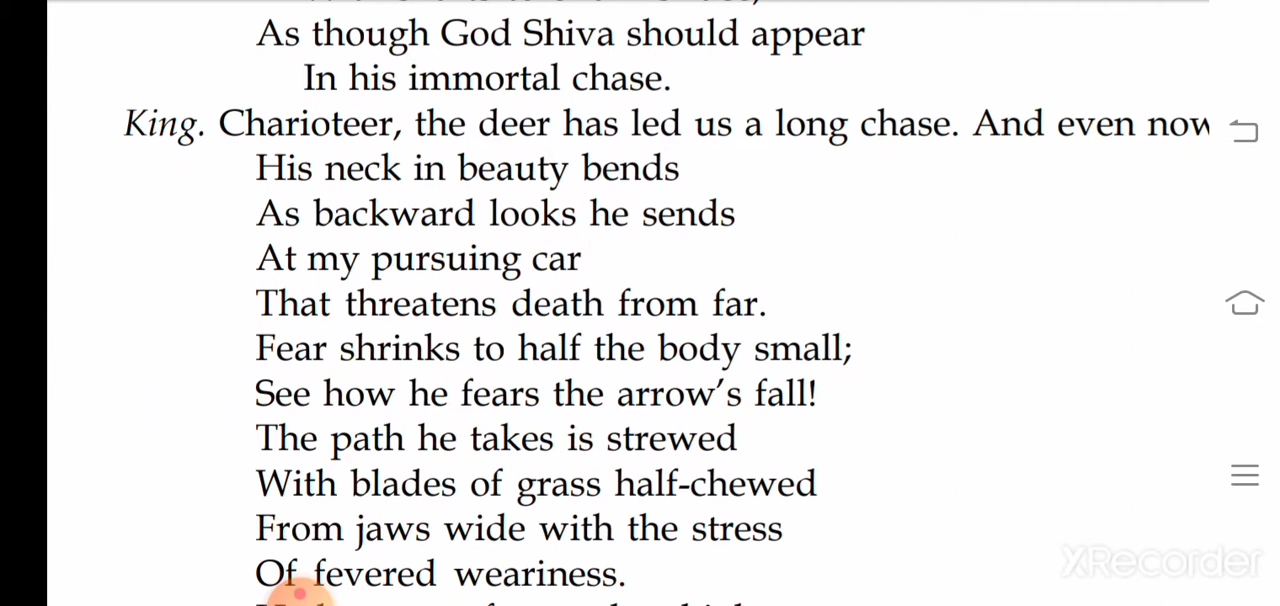 As though God Shiva should appear
In his immortal chase.
King. Charioteer, the deer has led us a long chase. And even now
His neck in beauty bends
As backward looks he sends
At my pursuing car
That threatens death from far.
Fear shrinks to half the body small;
See how he fears the arrow's fall!
The path he takes is strewed
With blades of grass half-chewed
From jaws wide with the stress
Of fevered weariness.
XRecorder